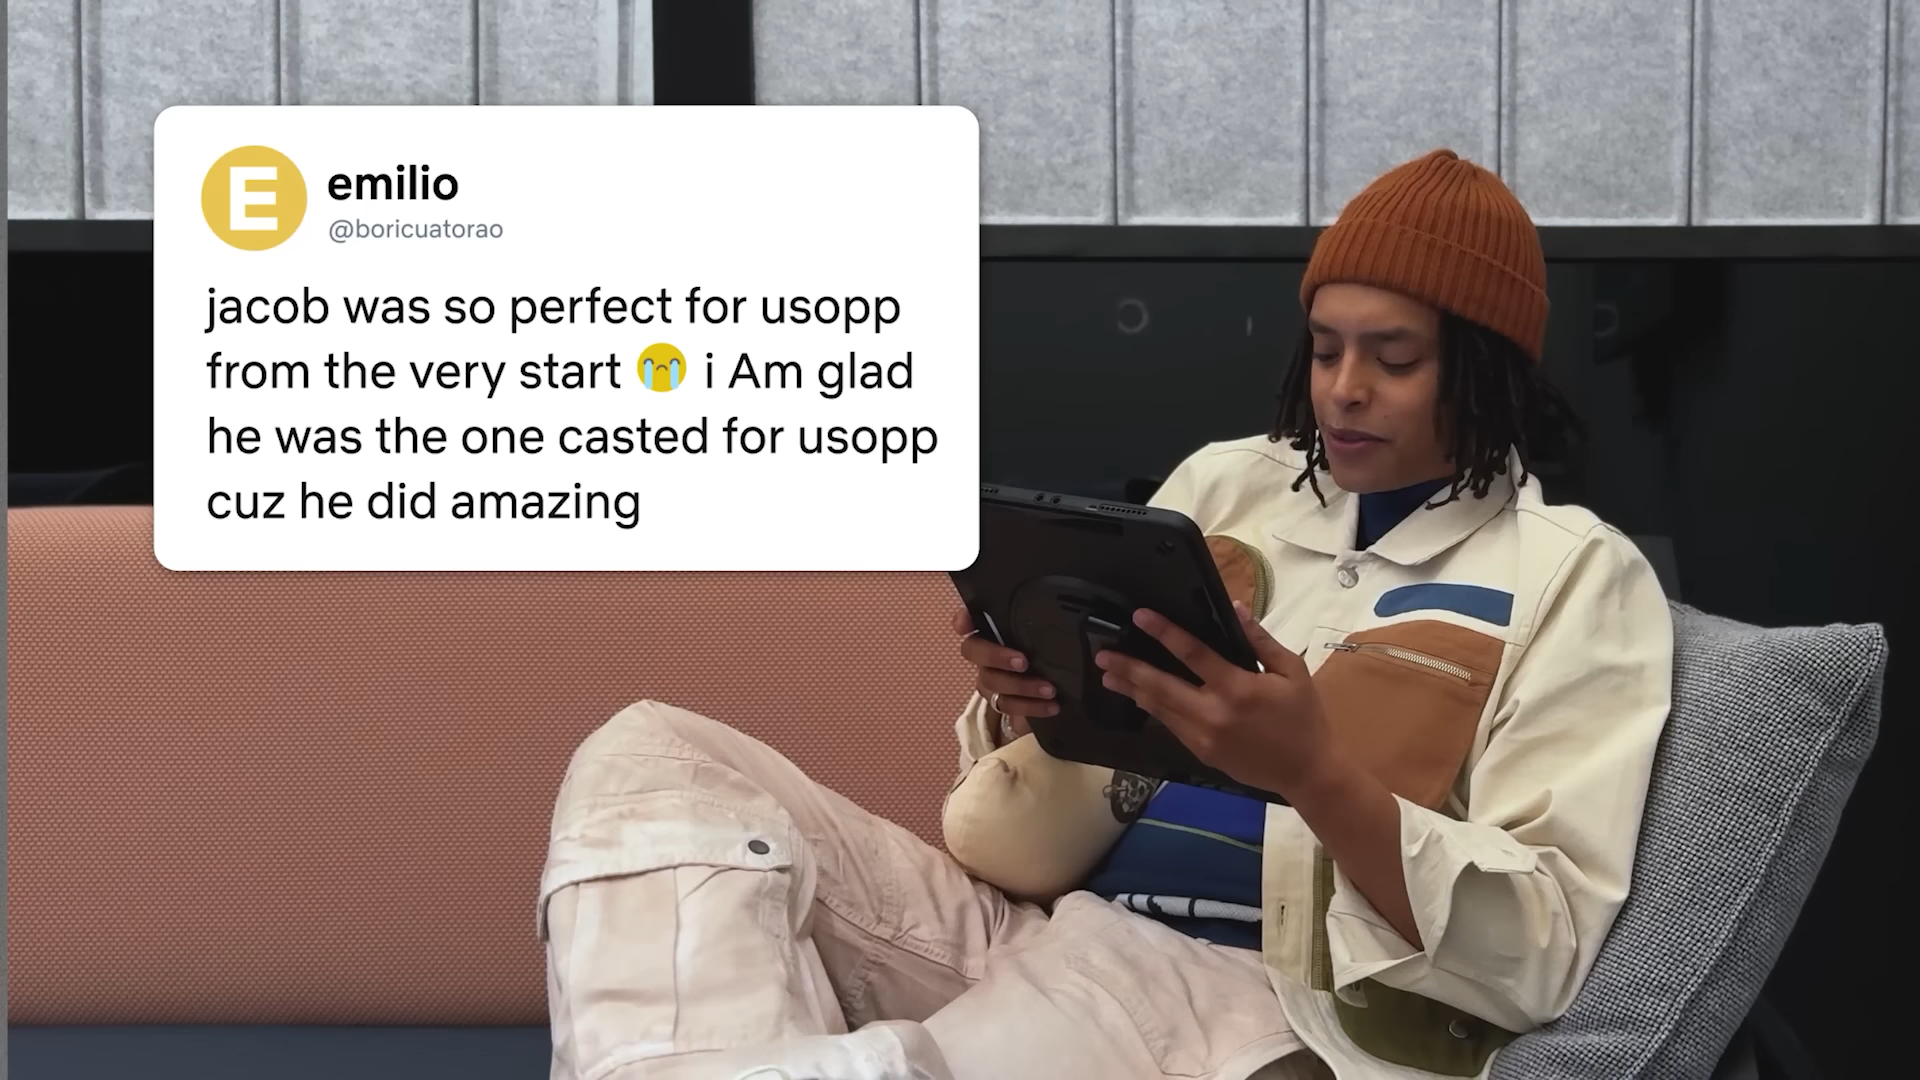 E
emilio
@boricuatorao
jacob was so perfect for usopp
from the very start 😭 i Am glad
he was the one casted for usopp
cuz he did amazing